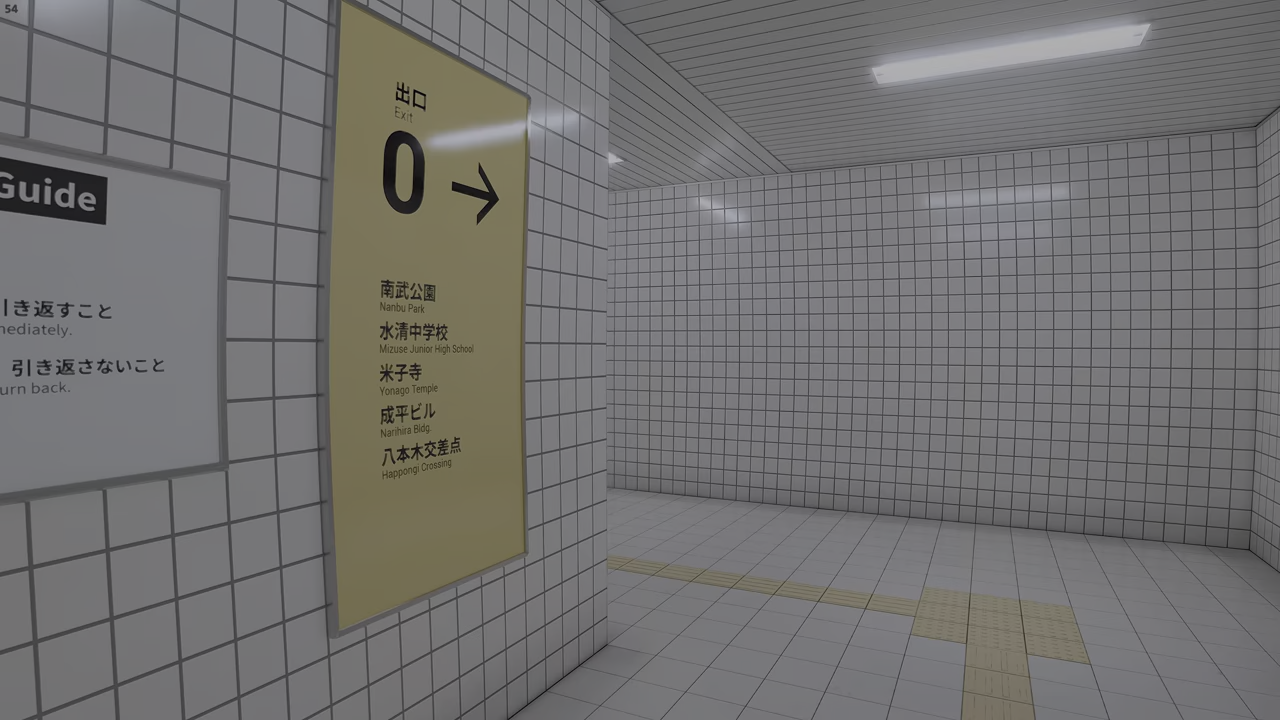 54
Guide
引き返すこと
引き返さないこと
back.
出口
Exit
0 →
南武公園
Nanbu Park
水清中学校
Mizuse Junior High School
米子寺
Yonago Temple
成平ビル
Narihira Bldg.
八本木交差点
Happongi Crossing